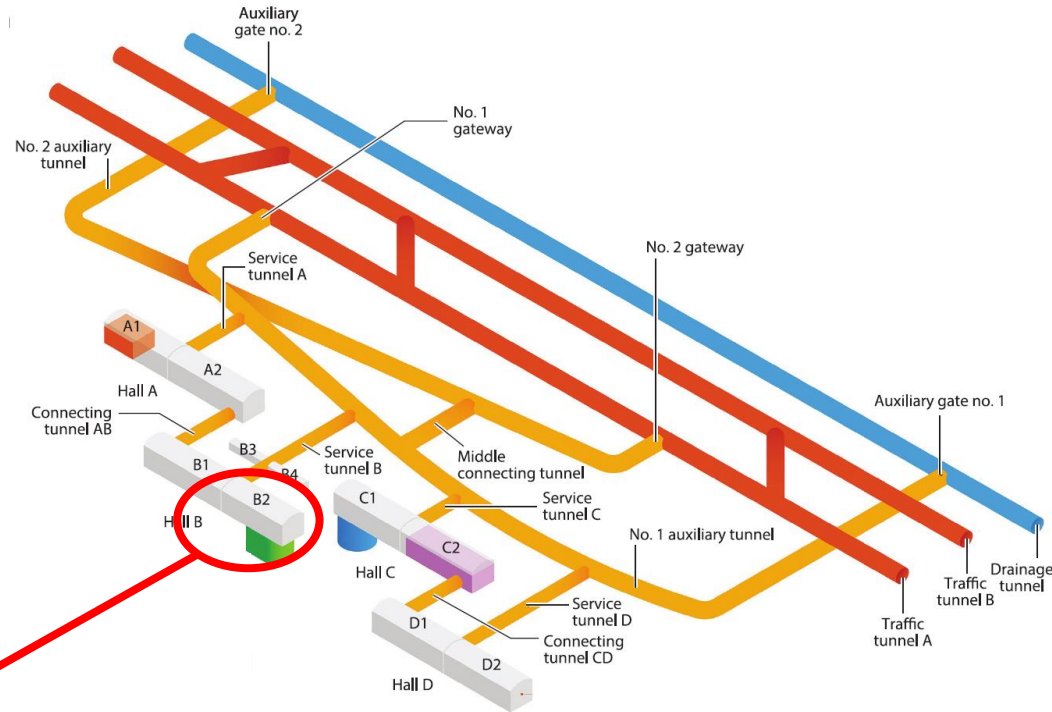 Auxiliary
gate no. 2
No. 1
gateway
No. 2 auxiliary
tunnel
No. 2 gateway
Service
tunnel A
A1
A2
Hall A
Auxiliary gate no. 1
Connecting
tunnel AB
B3
B4
B1
B2
Hall B
Service
tunnel B
Middle
connecting tunnel
C1
C2
Hall C
Service
tunnel C
No. 1 auxiliary tunnel
Traffic
tunnel B
Drainage
tunnel
Traffic
tunnel A
Service
tunnel D
D1
D2
Connecting
tunnel CD
Hall D